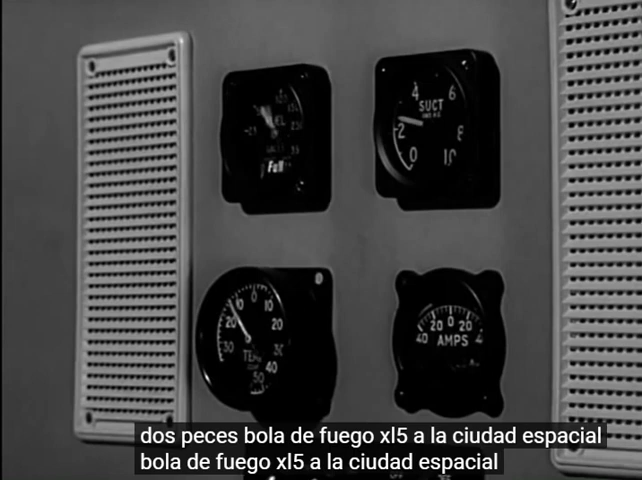 4 6
SUCT
2 8
0 10
Full
10 0 10
20 20
30 30
TEMP
40
50
20 0 20
40 4
AMPS
dos peces bola de fuego xl5 a la ciudad espacial
bola de fuego xl5 a la ciudad espacial